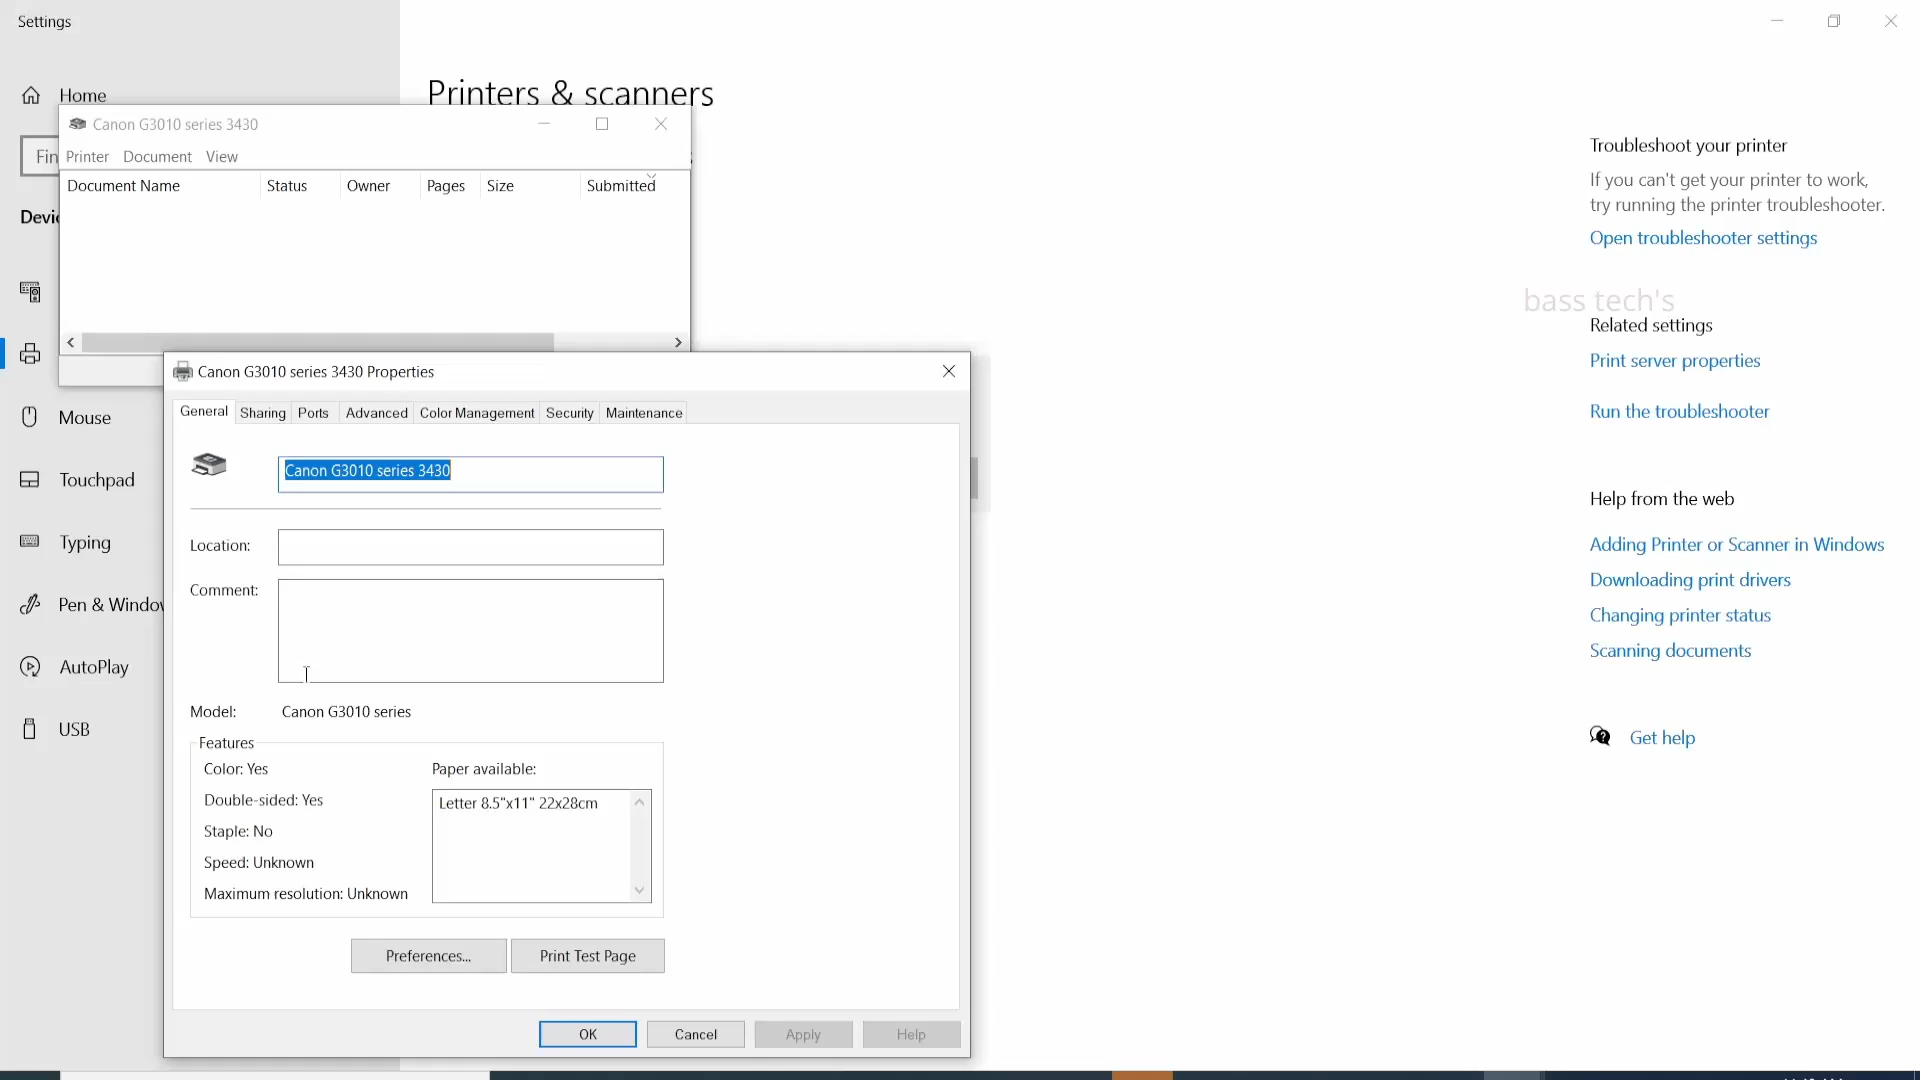 Settings
Home
Printers & scanners
Canon G3010 series 3430
Fin
Printer Document View
Document Name Status Owner Pages Size Submitted
Devi
Mouse
Touchpad
Typing
Pen & Window
AutoPlay
USB
Canon G3010 series 3430 Properties
General Sharing Ports Advanced Color Management Security Maintenance
Canon G3010 series 3430
Location:
Comment:
Model: Canon G3010 series
Features
Color: Yes
Double-sided: Yes
Staple: No
Speed: Unknown
Maximum resolution: Unknown
Paper available:
Letter 8.5"x11" 22x28cm
Preferences... Print Test Page
OK Cancel Apply Help
Troubleshoot your printer
If you can't get your printer to work,
try running the printer troubleshooter.
Open troubleshooter settings
bass tech's
Related settings
Print server properties
Run the troubleshooter
Help from the web
Adding Printer or Scanner in Windows
Downloading print drivers
Changing printer status
Scanning documents
Get help